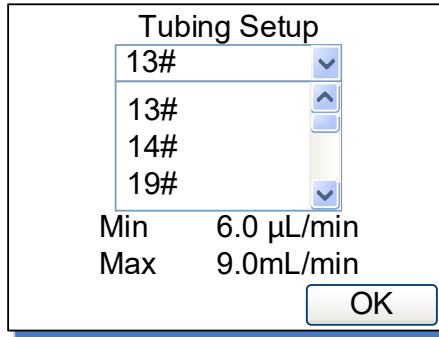 Tubing Setup
13#
13#
14#
19#
Min 6.0 µL/min
Max 9.0mL/min
OK